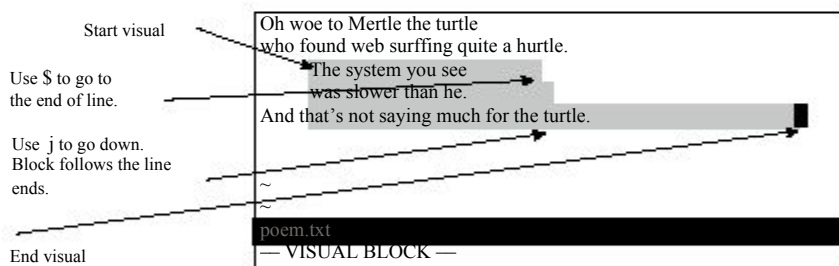 Start visual
Use $ to go to
the end of line.
Use j to go down.
Block follows the line
ends.
End visual
Oh woe to Mertle the turtle
who found web surffing quite a hurtle.
The system you see
was slower than he.
And that’s not saying much for the turtle.
~
~
poem.txt
— VISUAL BLOCK —